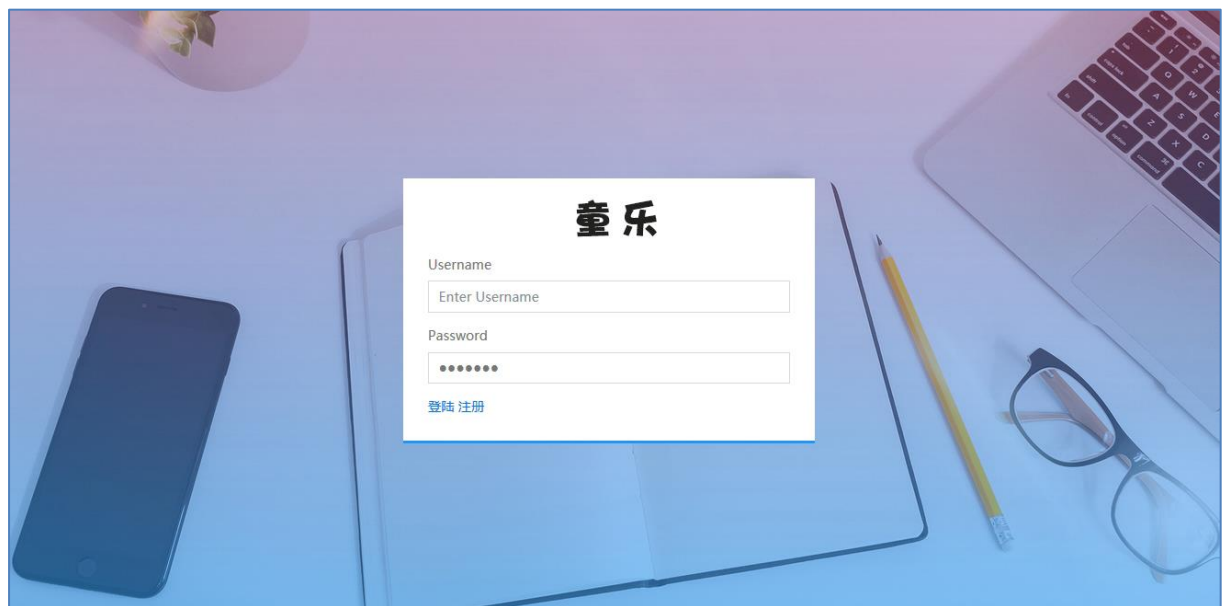 童乐
Username
Enter Username
Password
•••••••
登陆 注册